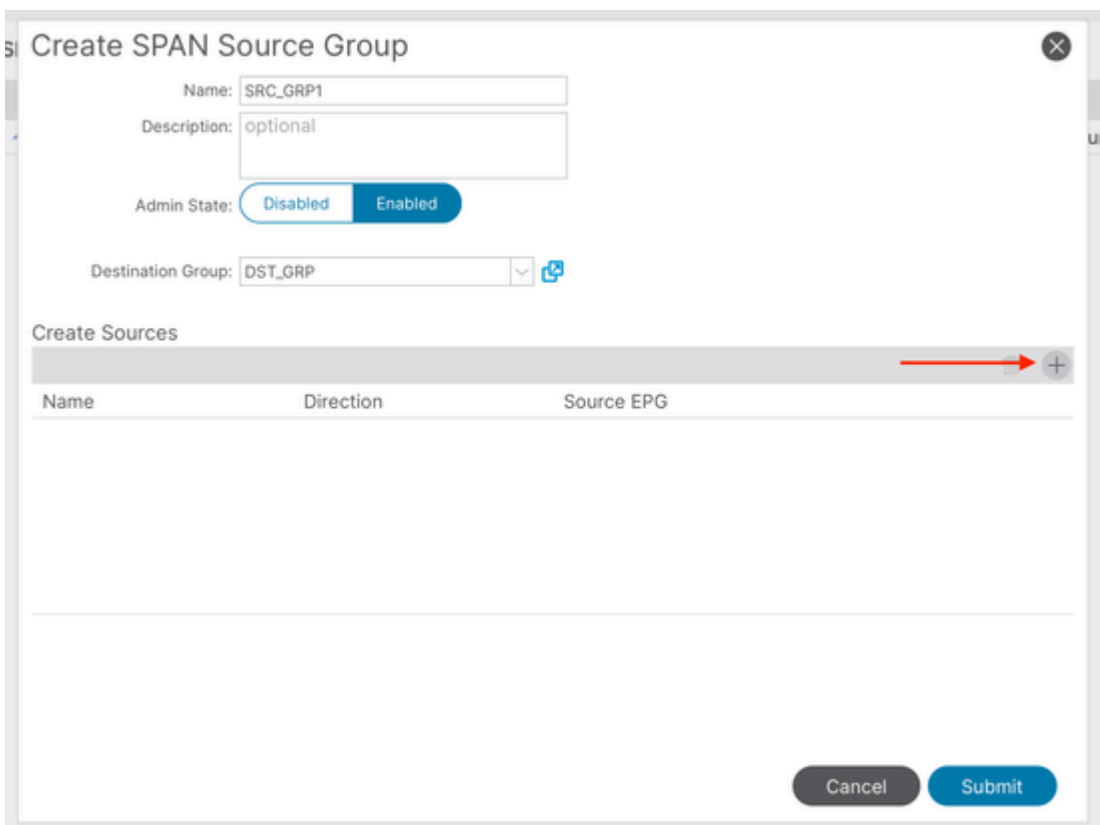 Create SPAN Source Group
Name: SRC_GRP1
Description: optional
Admin State: Disabled Enabled
Destination Group: DST_GRP
Create Sources
Name Direction Source EPG
Cancel Submit